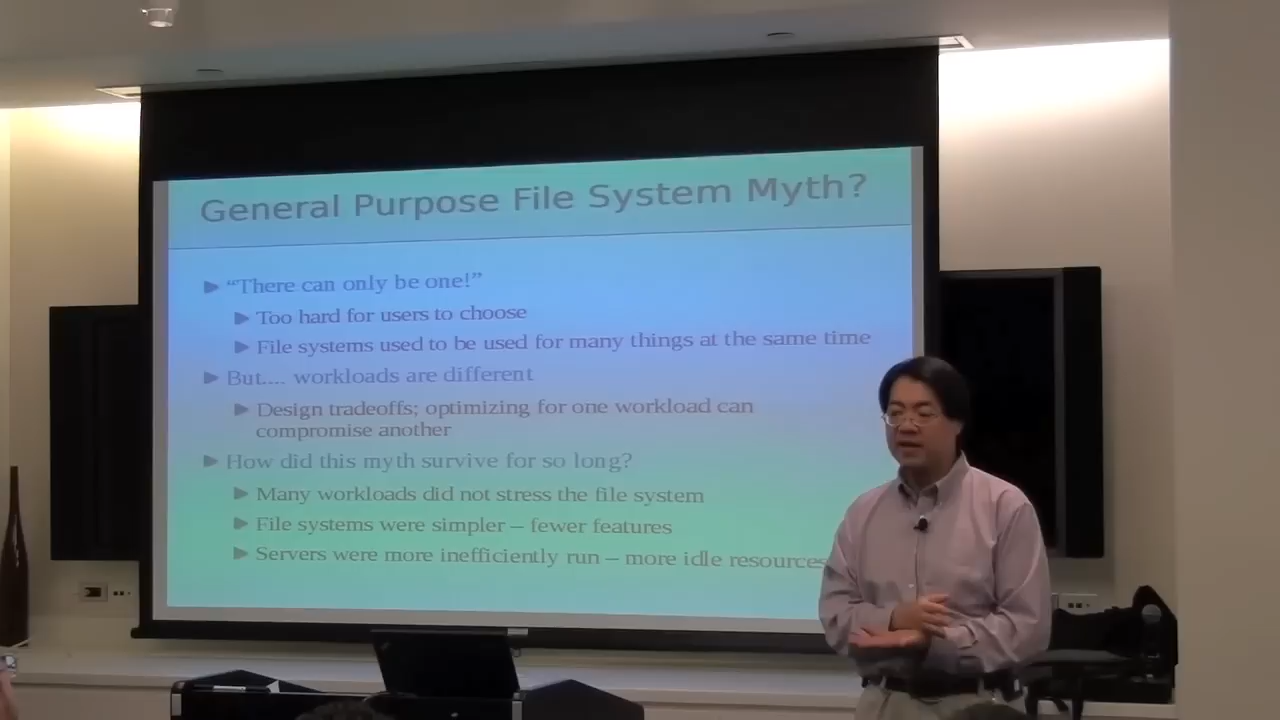 General Purpose File System Myth?
“There can only be one!”
Too hard for users to choose
File systems used to be used for many things at the same time
But.... workloads are different
Design tradeoffs; optimizing for one workload can
compromise another
How did this myth survive for so long?
Many workloads did not stress the file system
File systems were simpler – fewer features
Servers were more inefficiently run – more idle resources